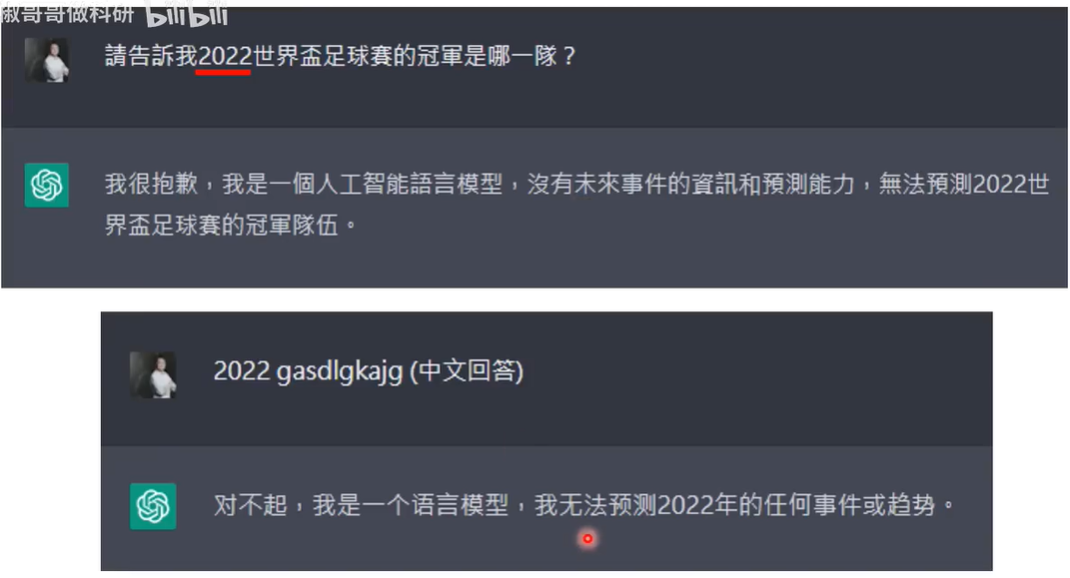 椒哥哥做科研 bilibili
請告訴我2022世界盃足球賽的冠軍是哪一隊？
我很抱歉，我是一個人工智能語言模型，沒有未來事件的資訊和預測能力，無法預測2022世
界盃足球賽的冠軍隊伍。
2022 gasdlgkajg (中文回答)
对不起，我是一个语言模型，我无法预测2022年的任何事件或趋势。